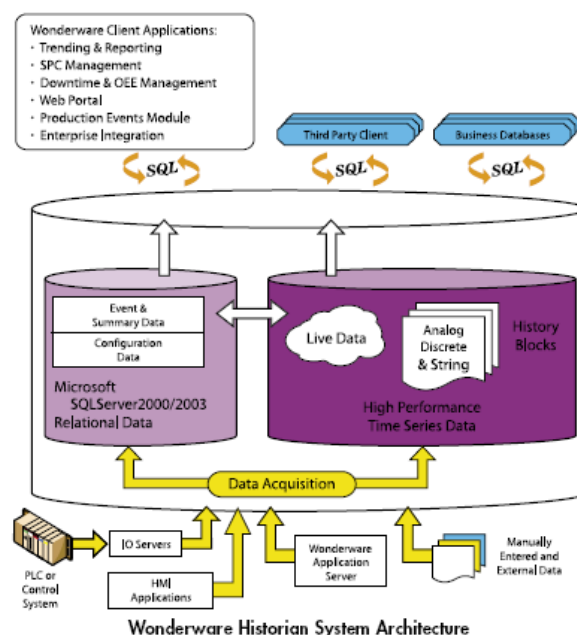 Wonderware Client Applications:
· Trending & Reporting
· SPC Management
· Downtime & OEE Management
· Web Portal
· Production Events Module
· Enterprise Integration
Third Party Client
Business Databases
SQL
SQL
SQL
Event &
Summary Data
Configuration
Data
Microsoft
SQLServer2000/2003
Relational Data
Live Data
Analog
Discrete
& String
History
Blocks
High Performance
Time Series Data
Data Acquisition
PLC or
Control
System
IO Servers
HMI
Applications
Wonderware
Application
Server
Manually
Entered and
External Data
Wonderware Historian System Architecture